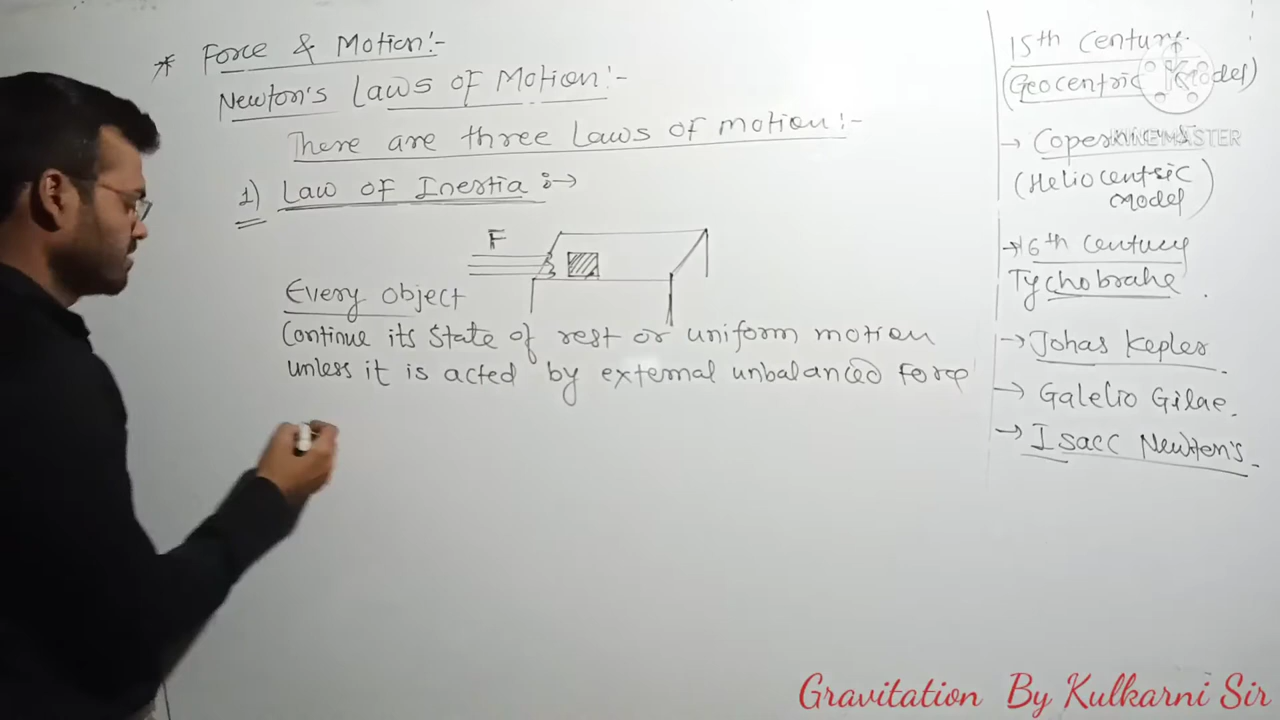 * Force & Motion:-
Newton's Laws of Motion:-
There are three Laws of motion:-
1) Law of Inertia :->
F
Every object
Continue its state of rest or uniform motion
unless it is acted by external unbalanced force
15th Century.
(Geocentric Model)
KINEMASTER
→ Copernicus
(Heliocentric
model)
→ 16th Century
Tychobrahe.
→ Johas Kepler.
→ Galelio Gilae.
→ Isacc Newton's.
Gravitation By Kulkarni Sir